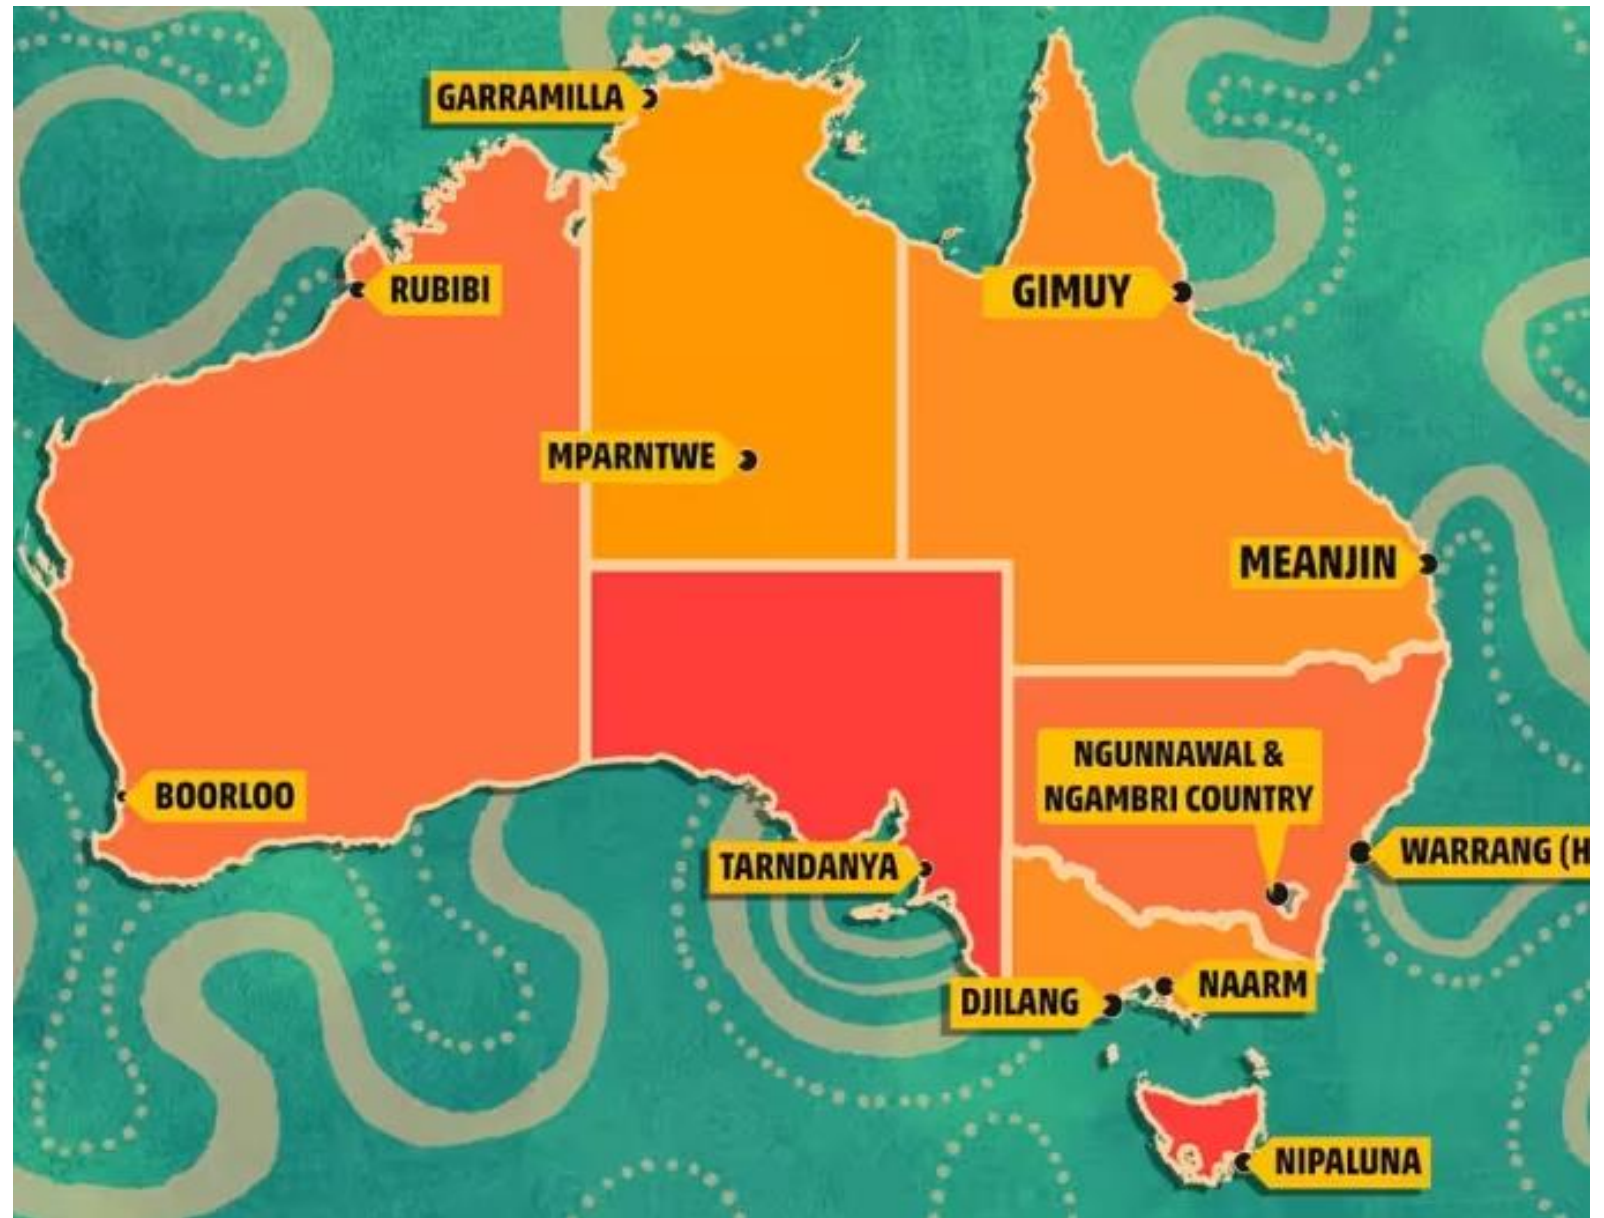 GARRAMILLA
RUBIBI
GIMUY
MPARNTWE
MEANJIN
NGUNNAWAL &
NGAMBRI COUNTRY
BOORLOO
WARRANG (H
TARNDANYA
NAARM
DJILANG
NIPALUNA